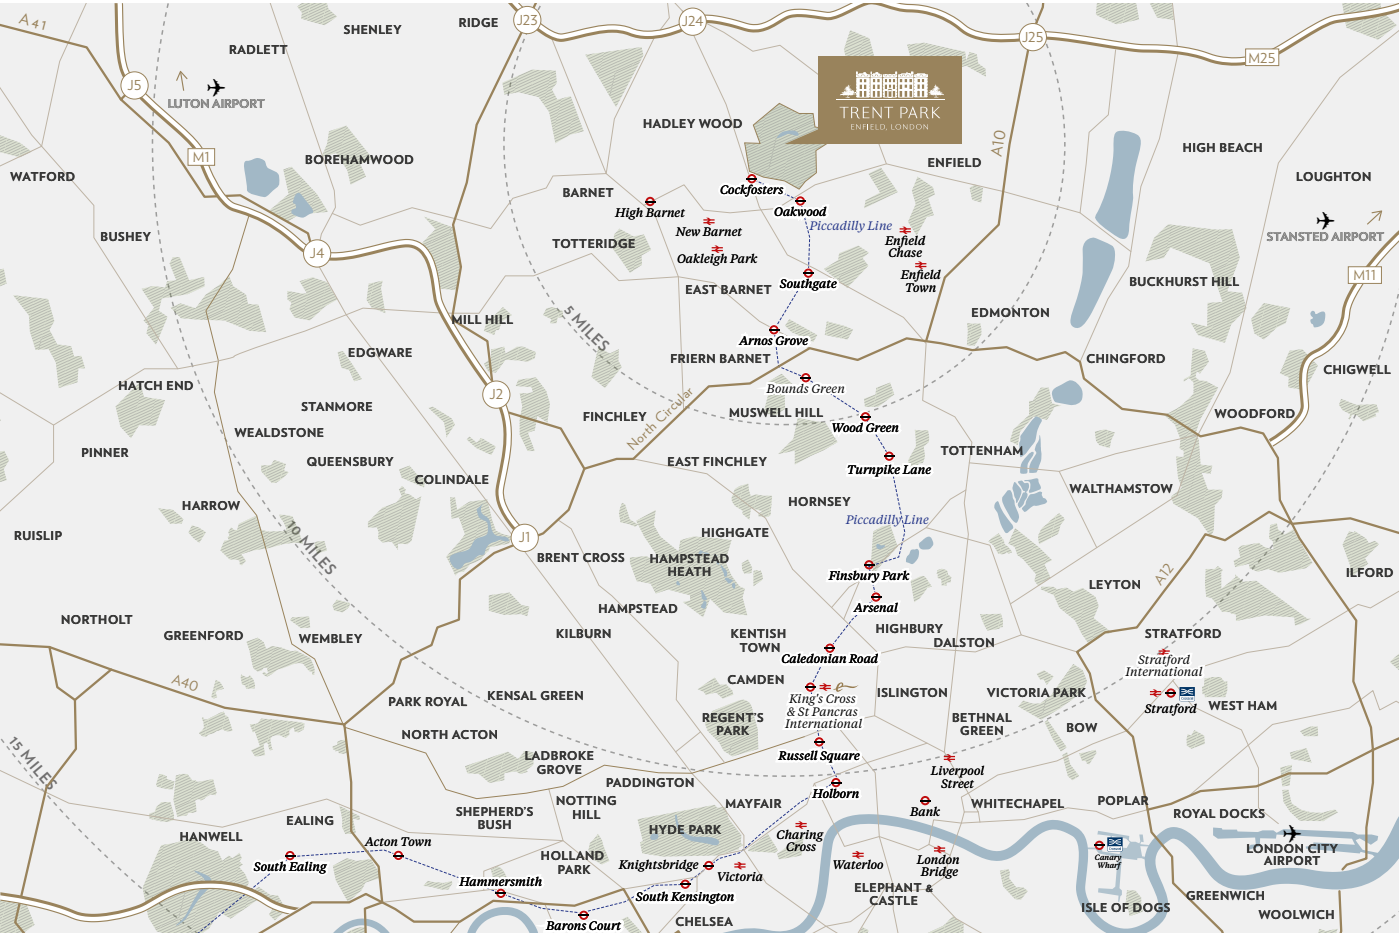 A41
SHENLEY
RIDGE
J23
J24
J25
M25
RADLETT
J5
LUTON AIRPORT
TRENT PARK
ENFIELD, LONDON
HADLEY WOOD
A10
M1
BOREHAMWOOD
ENFIELD
HIGH BEACH
WATFORD
LOUGHTON
BARNET
Cockfosters
High Barnet
Oakwood
New Barnet
Piccadilly Line
BUSHEY
TOTTERIDGE
Oakleigh Park
Enfield
Chase
STANSTED AIRPORT
J4
Enfield
Town
M11
EAST BARNET
Southgate
BUCKHURST HILL
MILL HILL
5 MILES
EDMONTON
Arnos Grove
EDGWARE
FRIERN BARNET
CHINGFORD
CHIGWELL
HATCH END
J2
Bounds Green
STANMORE
FINCHLEY
North Circular
MUSWELL HILL
Wood Green
WOODFORD
WEALDSTONE
PINNER
QUEENSBURY
EAST FINCHLEY
Turnpike Lane
TOTTENHAM
COLINDALE
WALTHAMSTOW
HARROW
HORNSEY
Piccadilly Line
RUISLIP
10 MILES
J1
HIGHGATE
BRENT CROSS
HAMPSTEAD
HEATH
Finsbury Park
A12
ILFORD
LEYTON
HAMPSTEAD
Arsenal
NORTHOLT
GREENFORD
WEMBLEY
KILBURN
KENTISH
TOWN
HIGHBURY
DALSTON
STRATFORD
Caledonian Road
Stratford
International
A40
CAMDEN
PARK ROYAL
KENSAL GREEN
King's Cross
& St Pancras
International
ISLINGTON
VICTORIA PARK
Stratford
WEST HAM
REGENT'S
PARK
BETHNAL
GREEN
BOW
NORTH ACTON
15 MILES
LADBROKE
GROVE
Russell Square
Liverpool
Street
PADDINGTON
Holborn
NOTTING
HILL
MAYFAIR
Bank
WHITECHAPEL
POPLAR
ROYAL DOCKS
SHEPHERD'S
BUSH
EALING
HANWELL
HYDE PARK
Charing
Cross
Acton Town
LONDON CITY
AIRPORT
South Ealing
HOLLAND
PARK
Knightsbridge
Victoria
Waterloo
London
Bridge
Canary
Wharf
Hammersmith
South Kensington
ELEPHANT &
CASTLE
ISLE OF DOGS
GREENWICH
WOOLWICH
Barons Court
CHELSEA